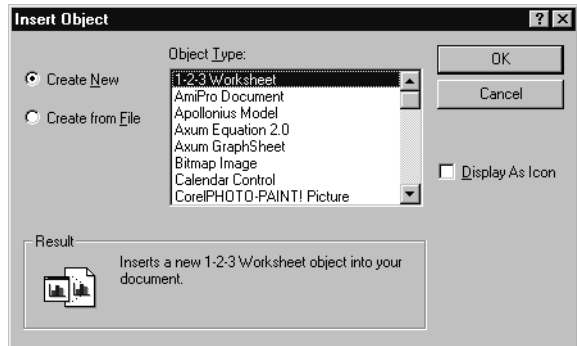 Insert Object
Object Type:
Create New
Create from File
1-2-3 Worksheet
AmiPro Document
Apollonius Model
Axum Equation 2.0
Axum GraphSheet
Bitmap Image
Calendar Control
CorelPHOTO-PAINT! Picture
OK
Cancel
Display As Icon
Result
Inserts a new 1-2-3 Worksheet object into your
document.